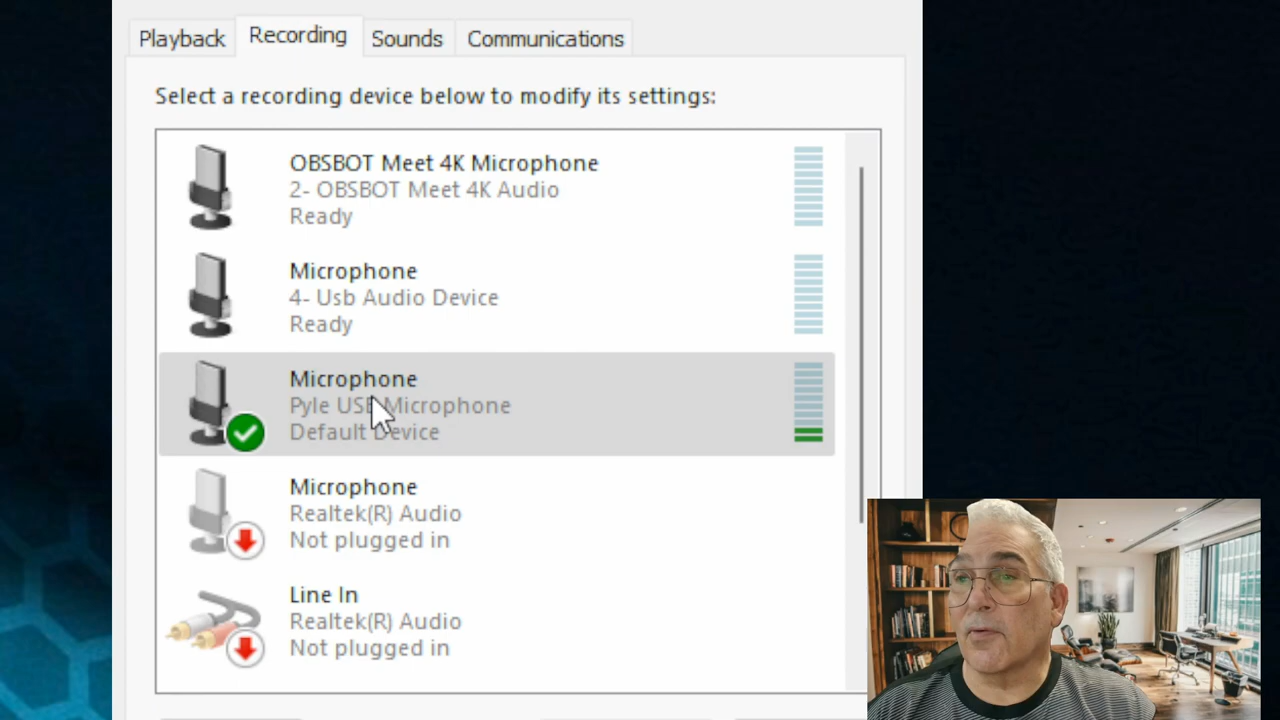 Playback
Recording
Sounds
Communications
Select a recording device below to modify its settings:
OBSBOT Meet 4K Microphone
2- OBSBOT Meet 4K Audio
Ready
Microphone
4- Usb Audio Device
Ready
Microphone
Pyle USB Microphone
Default Device
Microphone
Realtek(R) Audio
Not plugged in
Line In
Realtek(R) Audio
Not plugged in